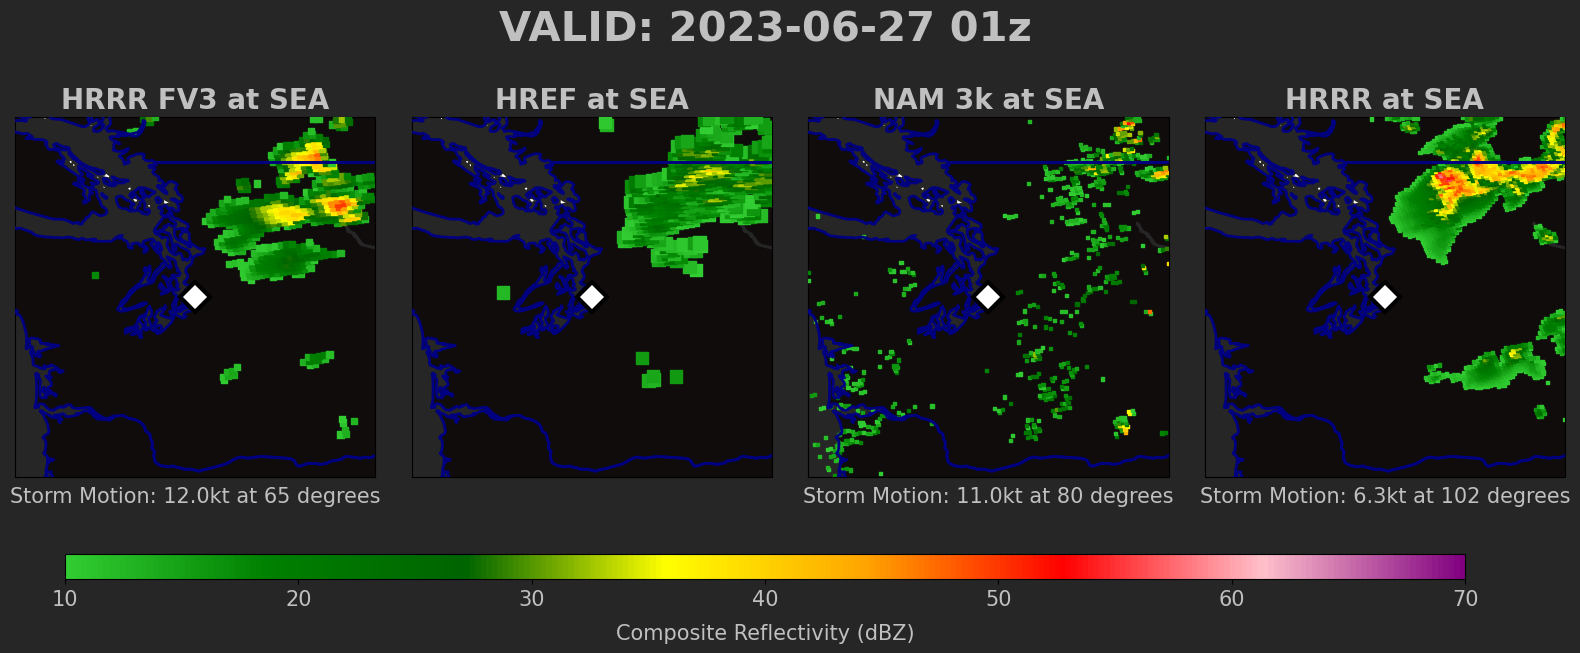 VALID: 2023-06-27 01z
HRRR FV3 at SEA
HREF at SEA
NAM 3k at SEA
HRRR at SEA
Storm Motion: 12.0kt at 65 degrees
Storm Motion: 11.0kt at 80 degrees
Storm Motion: 6.3kt at 102 degrees
10 20 30 40 50 60 70
Composite Reflectivity (dBZ)